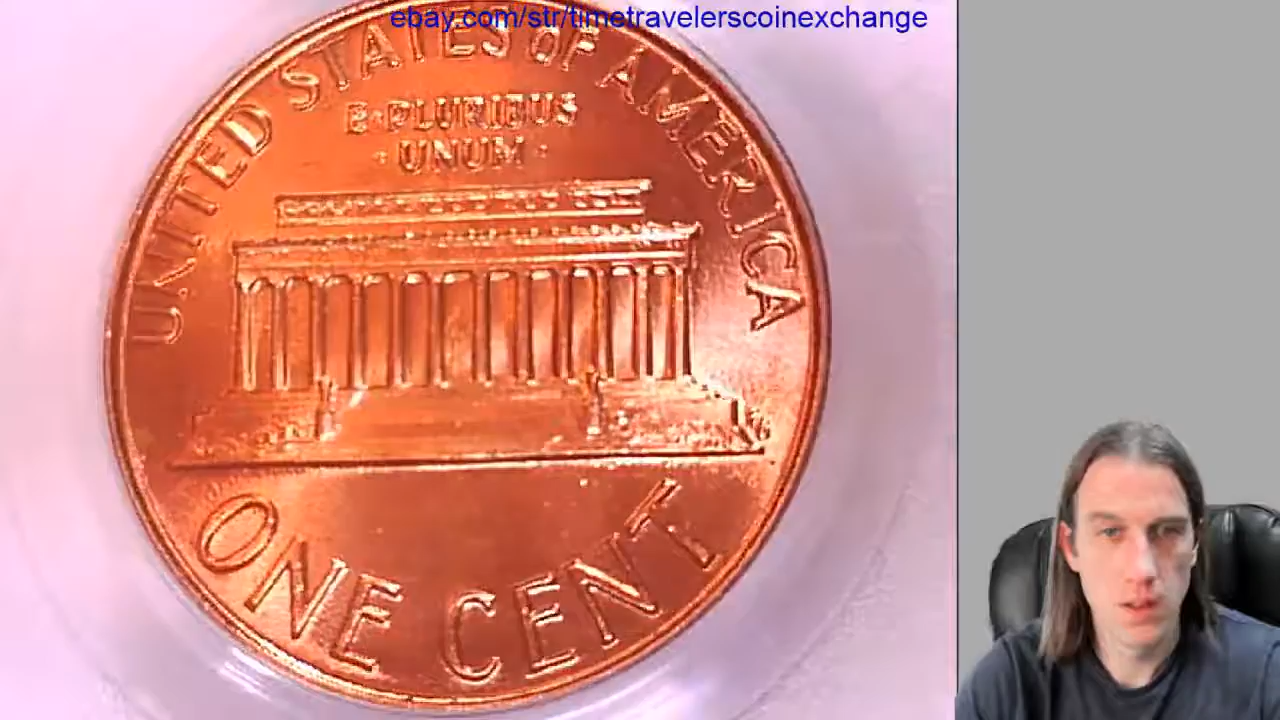 ebay.com/str/timetravelerscoinexchange
UNITED STATES OF AMERICA
E·PLURIBUS
·UNUM·
ONE CENT